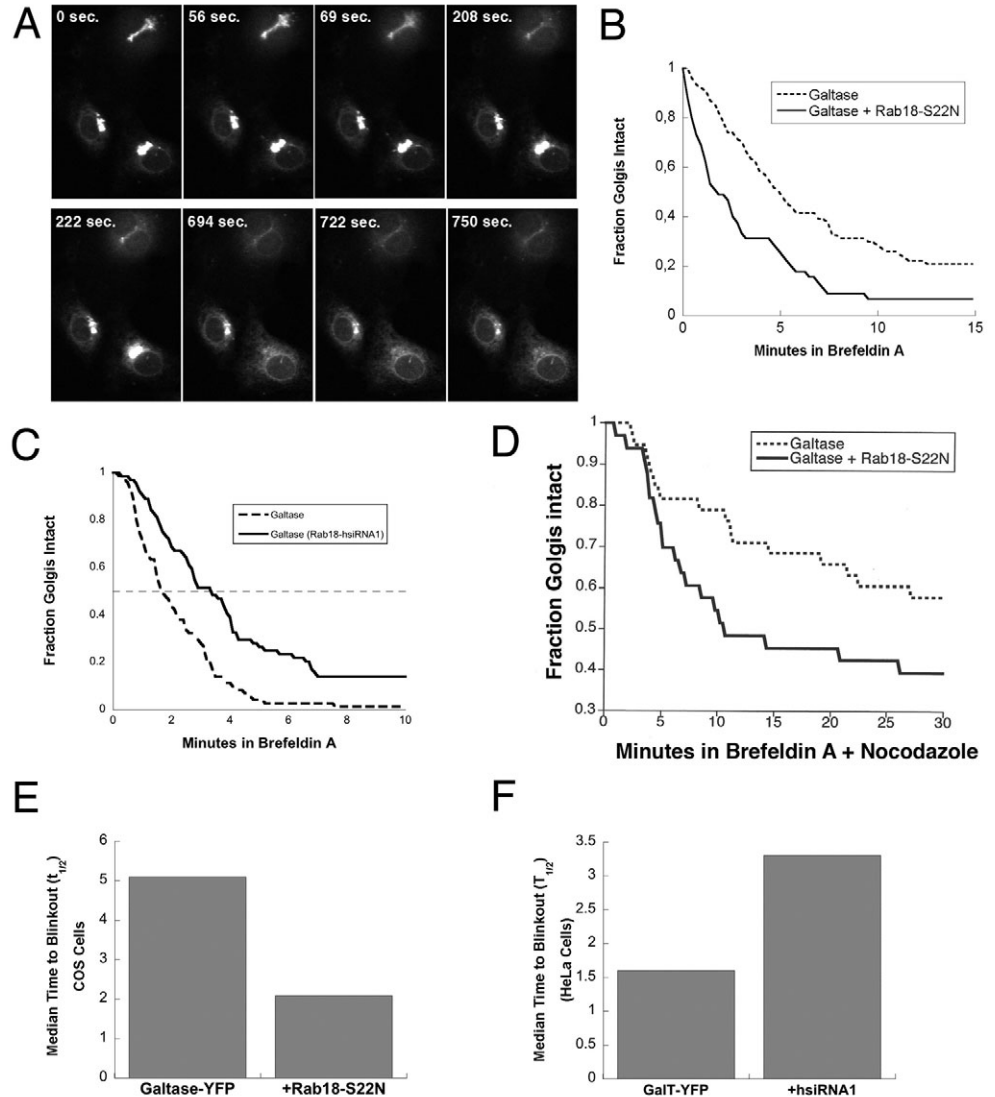 A
0 sec.
56 sec.
69 sec.
208 sec.
222 sec.
694 sec.
722 sec.
750 sec.
B
Fraction Golgis Intact
1
0,8
0,6
0,4
0,2
0
0
5
10
15
Minutes in Brefeldin A
Galtase
Galtase + Rab18-S22N
C
Fraction Golgis Intact
1
0.8
0.6
0.4
0.2
0
0
2
4
6
8
10
Minutes in Brefeldin A
Galtase
Galtase (Rab18-hsiRNA1)
D
Fraction Golgis intact
1
0.9
0.8
0.7
0.6
0.5
0.4
0.3
0
5
10
15
20
25
30
Minutes in Brefeldin A + Nocodazole
Galtase
Galtase + Rab18-S22N
E
Median Time to Blinkout (t1/2)
COS Cells
6
5
4
3
2
1
0
Galtase-YFP
+Rab18-S22N
F
Median Time to Blinkout (T1/2)
(HeLa Cells)
3.5
3
2.5
2
1.5
1
0.5
0
GalT-YFP
+hsiRNA1